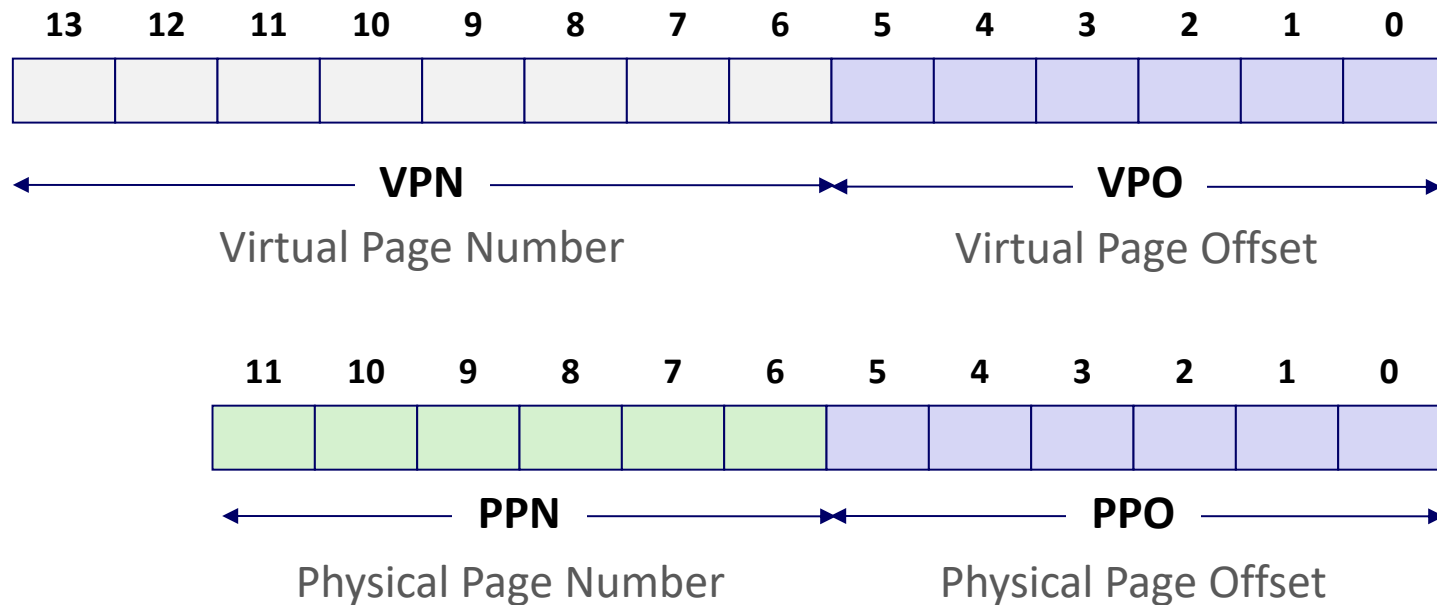 13 12 11 10 9 8 7 6 5 4 3 2 1 0
VPN VPO
Virtual Page Number Virtual Page Offset
11 10 9 8 7 6 5 4 3 2 1 0
PPN PPO
Physical Page Number Physical Page Offset